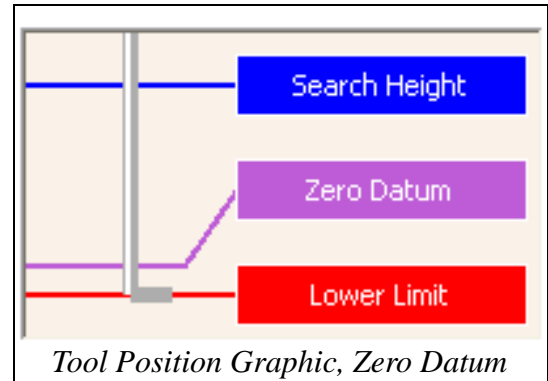 Search Height
Zero Datum
Lower Limit
Tool Position Graphic, Zero Datum